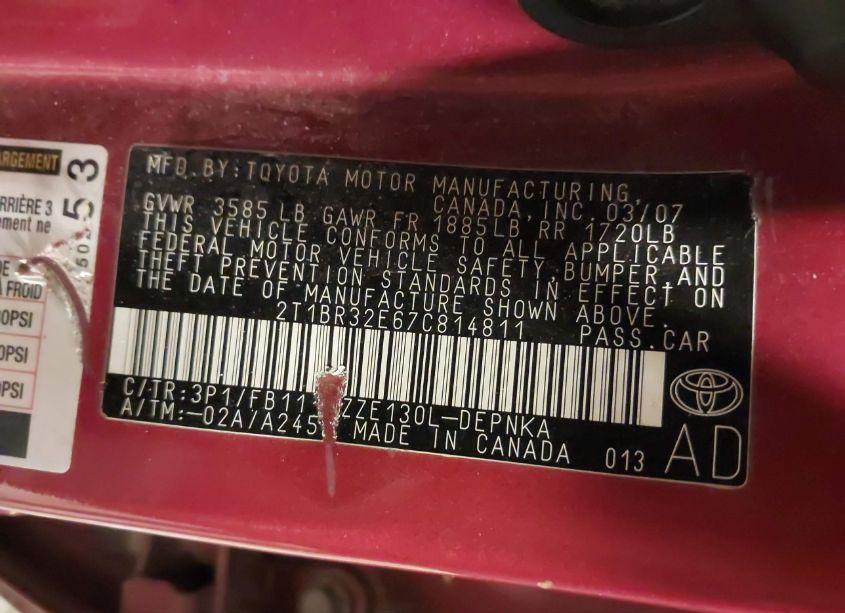 ARGEMENT
RRIÈRE 3
ement ne
53
DE
A FROID
0PSI
0PSI
0PSI
MFD.BY:TOYOTA MOTOR MANUFACTURING,
CANADA, INC. 03/07
GVWR 3585 LB GAWR FR 1885LB RR 1720LB
THIS VEHICLE CONFORMS TO ALL APPLICABLE
FEDERAL MOTOR VEHICLE SAFETY,BUMPER,AND
THEFT PREVENTION STANDARDS IN EFFECT ON
THE DATE OF MANUFACTURE SHOWN ABOVE.
2T1BR32E67C814811 PASS.CAR
C/TR:3P1/FB11 ZZE130L-DEPNKA
A/TM:-02A/A245 MADE IN CANADA 013
AD